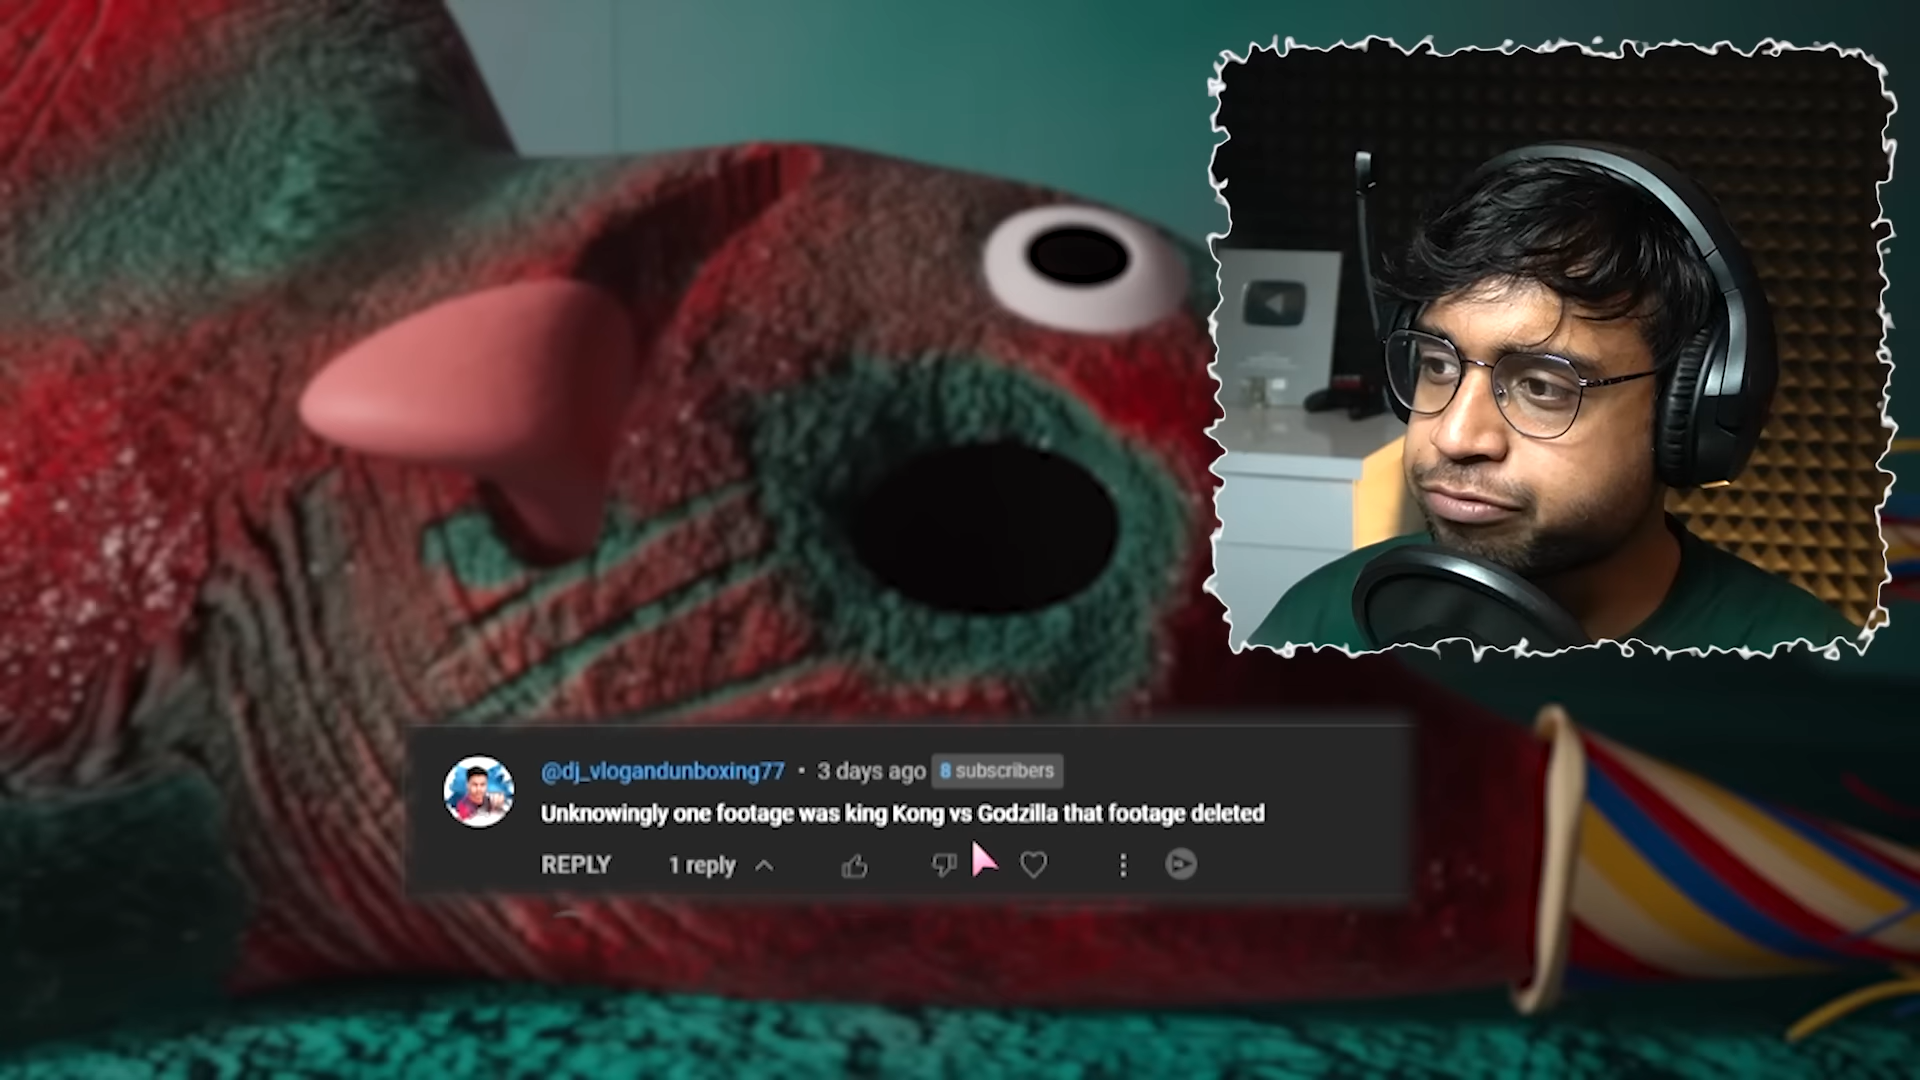 @dj_vlogandunboxing77 • 3 days ago 8 subscribers
Unknowingly one footage was king Kong vs Godzilla that footage deleted
REPLY 1 reply